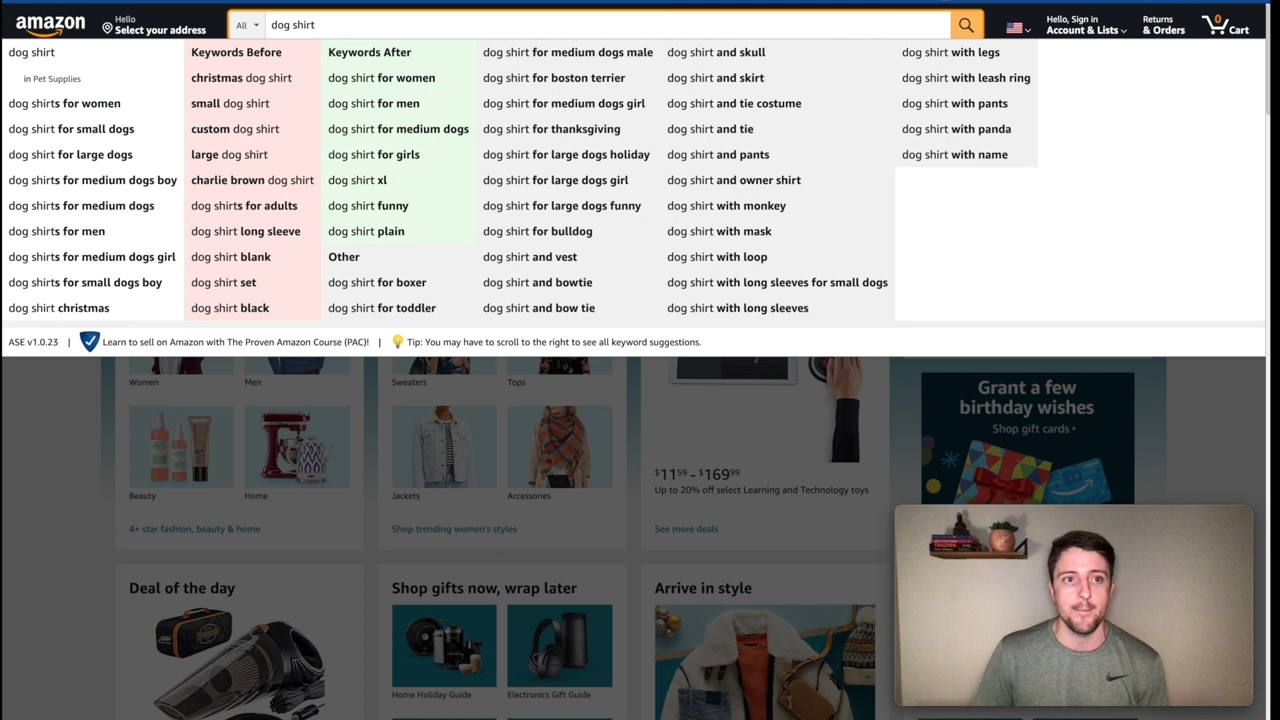 amazon
Hello
Select your address
All
dog shirt
Hello, Sign in
Account & Lists
Returns
& Orders
0
Cart
dog shirt
in Pet Supplies
dog shirts for women
dog shirt for small dogs
dog shirt for large dogs
dog shirts for medium dogs boy
dog shirts for medium dogs
dog shirts for men
dog shirts for medium dogs girl
dog shirts for small dogs boy
dog shirt christmas
Keywords Before
christmas dog shirt
small dog shirt
custom dog shirt
large dog shirt
charlie brown dog shirt
dog shirts for adults
dog shirt long sleeve
dog shirt blank
dog shirt set
dog shirt black
Keywords After
dog shirt for women
dog shirt for men
dog shirt for medium dogs
dog shirt for girls
dog shirt xl
dog shirt funny
dog shirt plain
Other
dog shirt for boxer
dog shirt for toddler
dog shirt for medium dogs male
dog shirt for boston terrier
dog shirt for medium dogs girl
dog shirt for thanksgiving
dog shirt for large dogs holiday
dog shirt for large dogs girl
dog shirt for large dogs funny
dog shirt for bulldog
dog shirt and vest
dog shirt and bowtie
dog shirt and bow tie
dog shirt and skull
dog shirt and skirt
dog shirt and tie costume
dog shirt and tie
dog shirt and pants
dog shirt and owner shirt
dog shirt with monkey
dog shirt with mask
dog shirt with loop
dog shirt with long sleeves for small dogs
dog shirt with long sleeves
dog shirt with legs
dog shirt with leash ring
dog shirt with pants
dog shirt with panda
dog shirt with name
ASE v1.0.23 | Learn to sell on Amazon with The Proven Amazon Course (PAC)! | Tip: You may have to scroll to the right to see all keyword suggestions.
Women
Men
Beauty
Home
4+ star fashion, beauty & home
Sweaters
Tops
Jackets
Accessories
Shop trending women's styles
$1159 - $16999
Up to 20% off select Learning and Technology toys
See more deals
Grant a few
birthday wishes
Shop gift cards
Deal of the day
Shop gifts now, wrap later
Home Holiday Guide
Electronics Gift Guide
Arrive in style